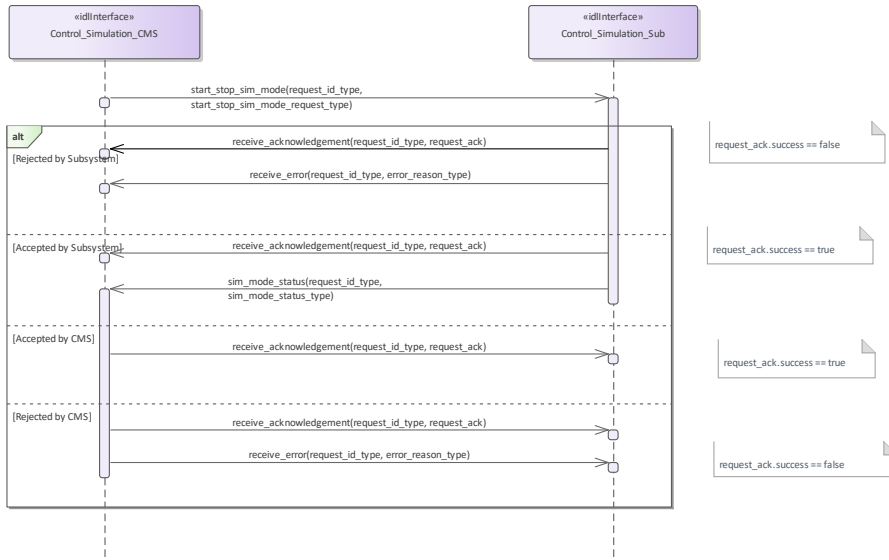 «idlInterface»
Control_Simulation_CMS
«idlInterface»
Control_Simulation_Sub
start_stop_sim_mode(request_id_type,
start_stop_sim_mode_request_type)
alt
receive_acknowledgement(request_id_type, request_ack)
request_ack.success == false
[Rejected by Subsystem]
receive_error(request_id_type, error_reason_type)
[Accepted by Subsystem]
receive_acknowledgement(request_id_type, request_ack)
request_ack.success == true
sim_mode_status(request_id_type,
sim_mode_status_type)
[Accepted by CMS]
receive_acknowledgement(request_id_type, request_ack)
request_ack.success == true
[Rejected by CMS]
receive_acknowledgement(request_id_type, request_ack)
receive_error(request_id_type, error_reason_type)
request_ack.success == false